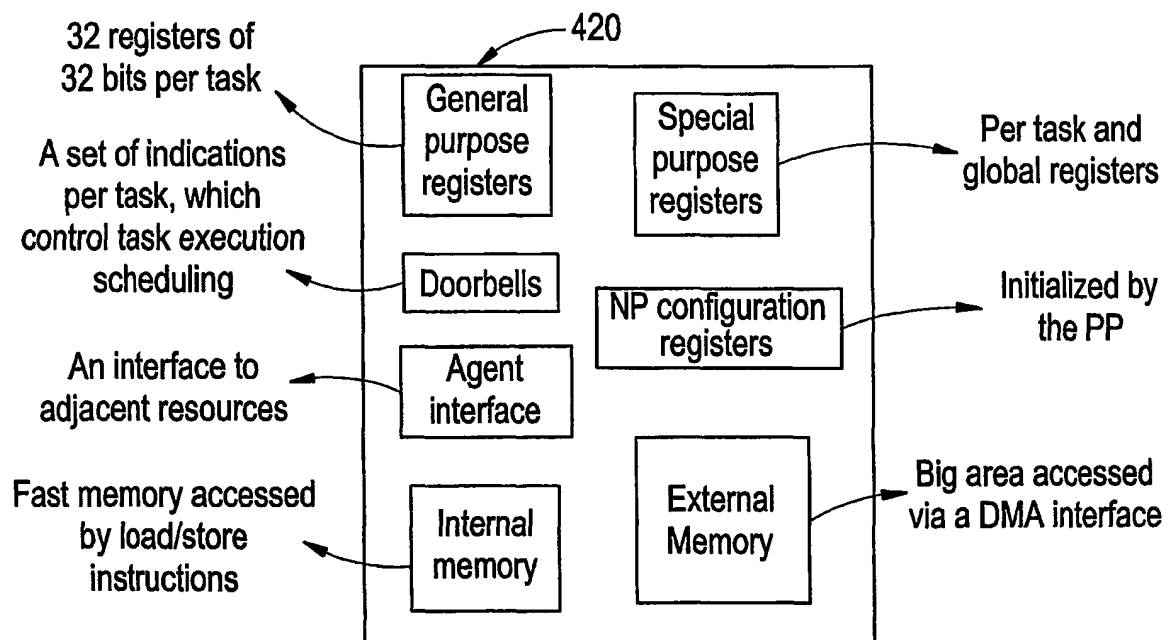 420
32 registers of
32 bits per task
General
purpose
registers
Special
purpose
registers
Per task and
global registers
A set of indications
per task, which
control task execution
scheduling
Doorbells
NP configuration
registers
Initialized by
the PP
An interface to
adjacent resources
Agent
interface
Fast memory accessed
by load/store
instructions
Internal
memory
External
Memory
Big area accessed
via a DMA interface